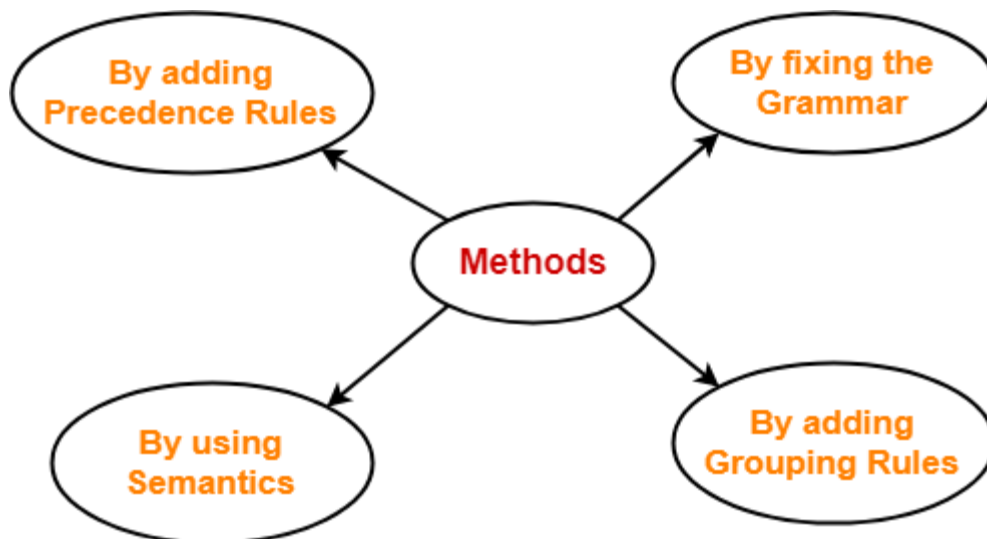 By adding
Precedence Rules
By fixing the
Grammar
Methods
By using
Semantics
By adding
Grouping Rules